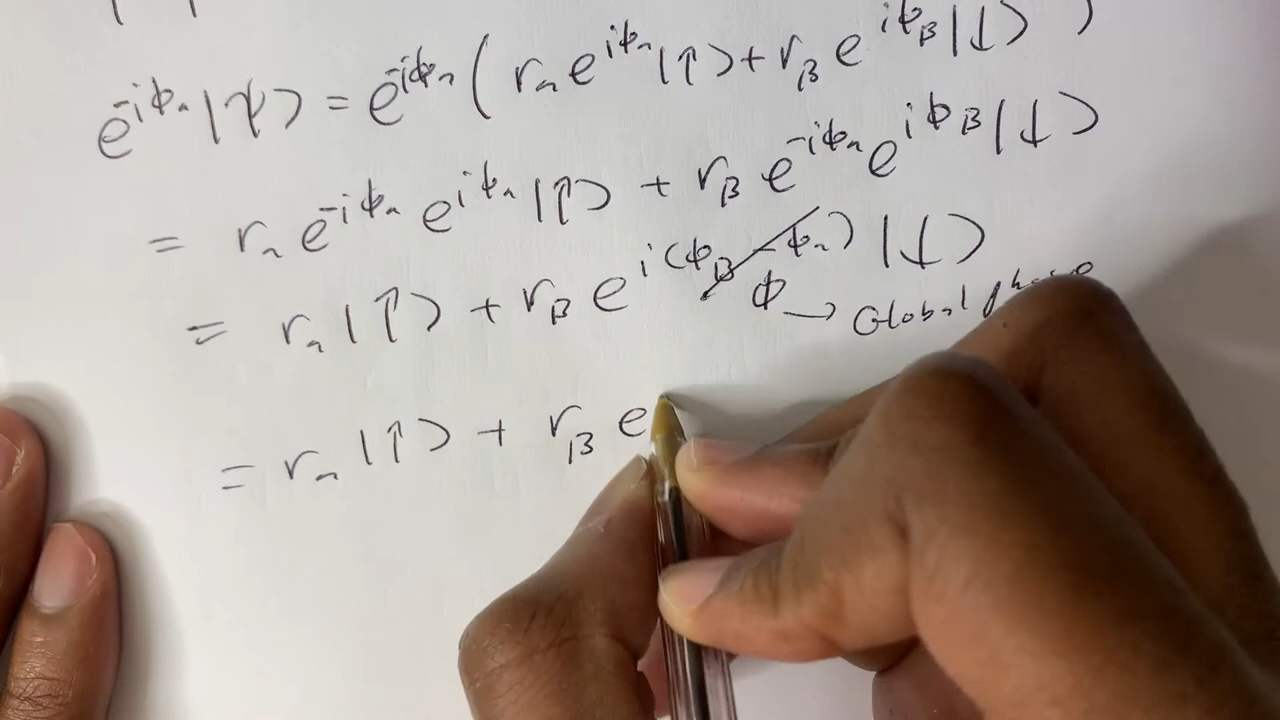 e^{-iϕ_α}|ψ⟩ = e^{-iϕ_α}(r_α e^{iϕ_α}|↑⟩ + r_β e^{iϕ_β}|↓⟩)
= r_α e^{-iϕ_α} e^{iϕ_α}|↑⟩ + r_β e^{-iϕ_α} e^{iϕ_β}|↓⟩
= r_α|↑⟩ + r_β e^{i(ϕ_β - ϕ_α)}|↓⟩
ϕ → Global phase
= r_α|↑⟩ + r_β e